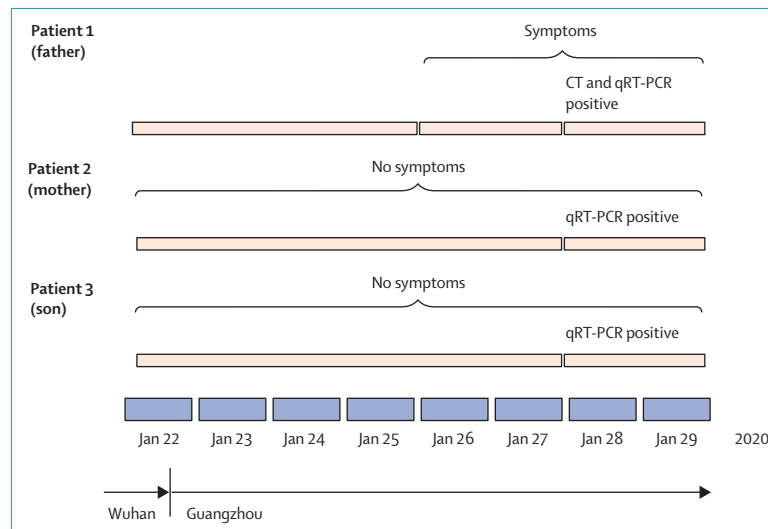 Patient 1
(father)
Symptoms
CT and qRT-PCR
positive
Patient 2
(mother)
No symptoms
qRT-PCR positive
Patient 3
(son)
No symptoms
qRT-PCR positive
Jan 22 Jan 23 Jan 24 Jan 25 Jan 26 Jan 27 Jan 28 Jan 29 2020
Wuhan Guangzhou